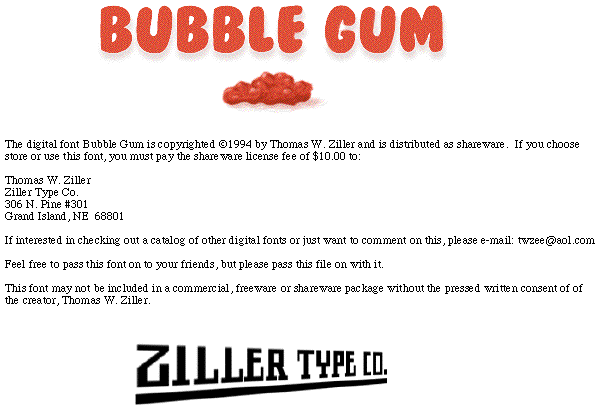 BUBBLE GUM
The digital font Bubble Gum is copyrighted ©1994 by Thomas W. Ziller and is distributed as shareware.  If you choose
store or use this font, you must pay the shareware license fee of $10.00 to:
Thomas W. Ziller
Ziller Type Co.
306 N. Pine #301
Grand Island, NE  68801
If interested in checking out a catalog of other digital fonts or just want to comment on this, please e-mail: twzee@aol.com
Feel free to pass this font on to your friends, but please pass this file on with it.
This font may not be included in a commercial, freeware or shareware package without the pressed written consent of of
the creator, Thomas W. Ziller.
ZILLER TYPE CO.